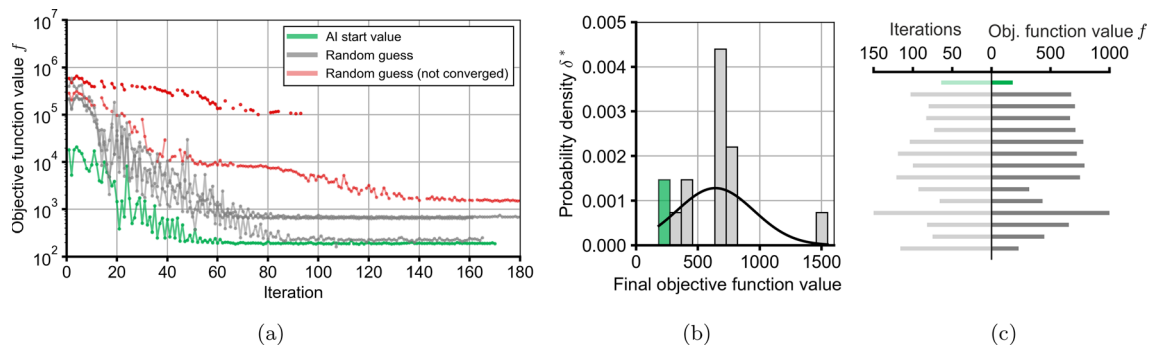 Objective function value f
10^7
10^6
10^5
10^4
10^3
10^2
0
20
40
60
80
100
120
140
160
180
Iteration
AI start value
Random guess
Random guess (not converged)
(a)
Probability density δ*
0.005
0.004
0.003
0.002
0.001
0.000
0
500
1000
1500
Final objective function value
(b)
Iterations
Obj. function value f
150
100
50
0
500
1000
(c)